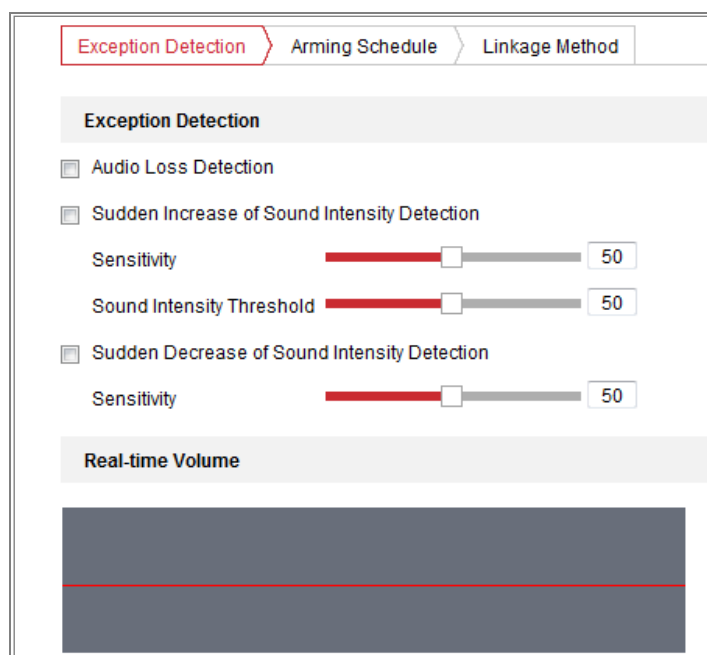 Exception Detection Arming Schedule Linkage Method
Exception Detection
Audio Loss Detection
Sudden Increase of Sound Intensity Detection
Sensitivity 50
Sound Intensity Threshold 50
Sudden Decrease of Sound Intensity Detection
Sensitivity 50
Real-time Volume